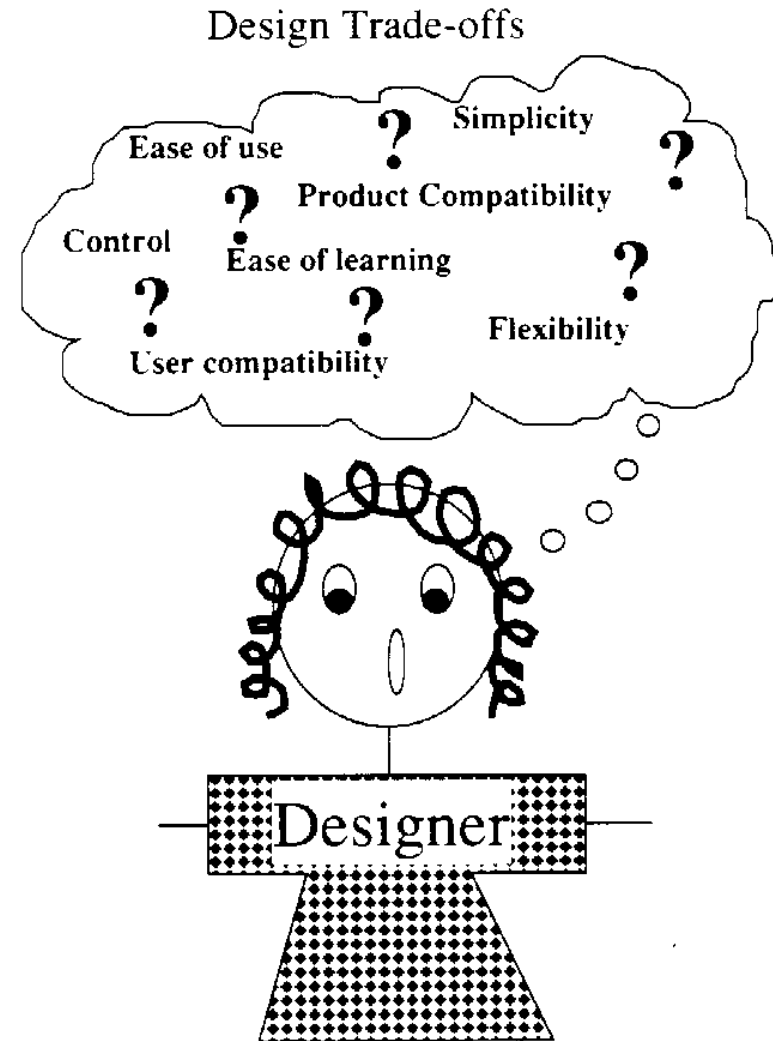 Design Trade-offs
Simplicity
?
Ease of use
?
Product Compatibility
?
Control
Ease of learning
?
?
?
Flexibility
User compatibility
Designer